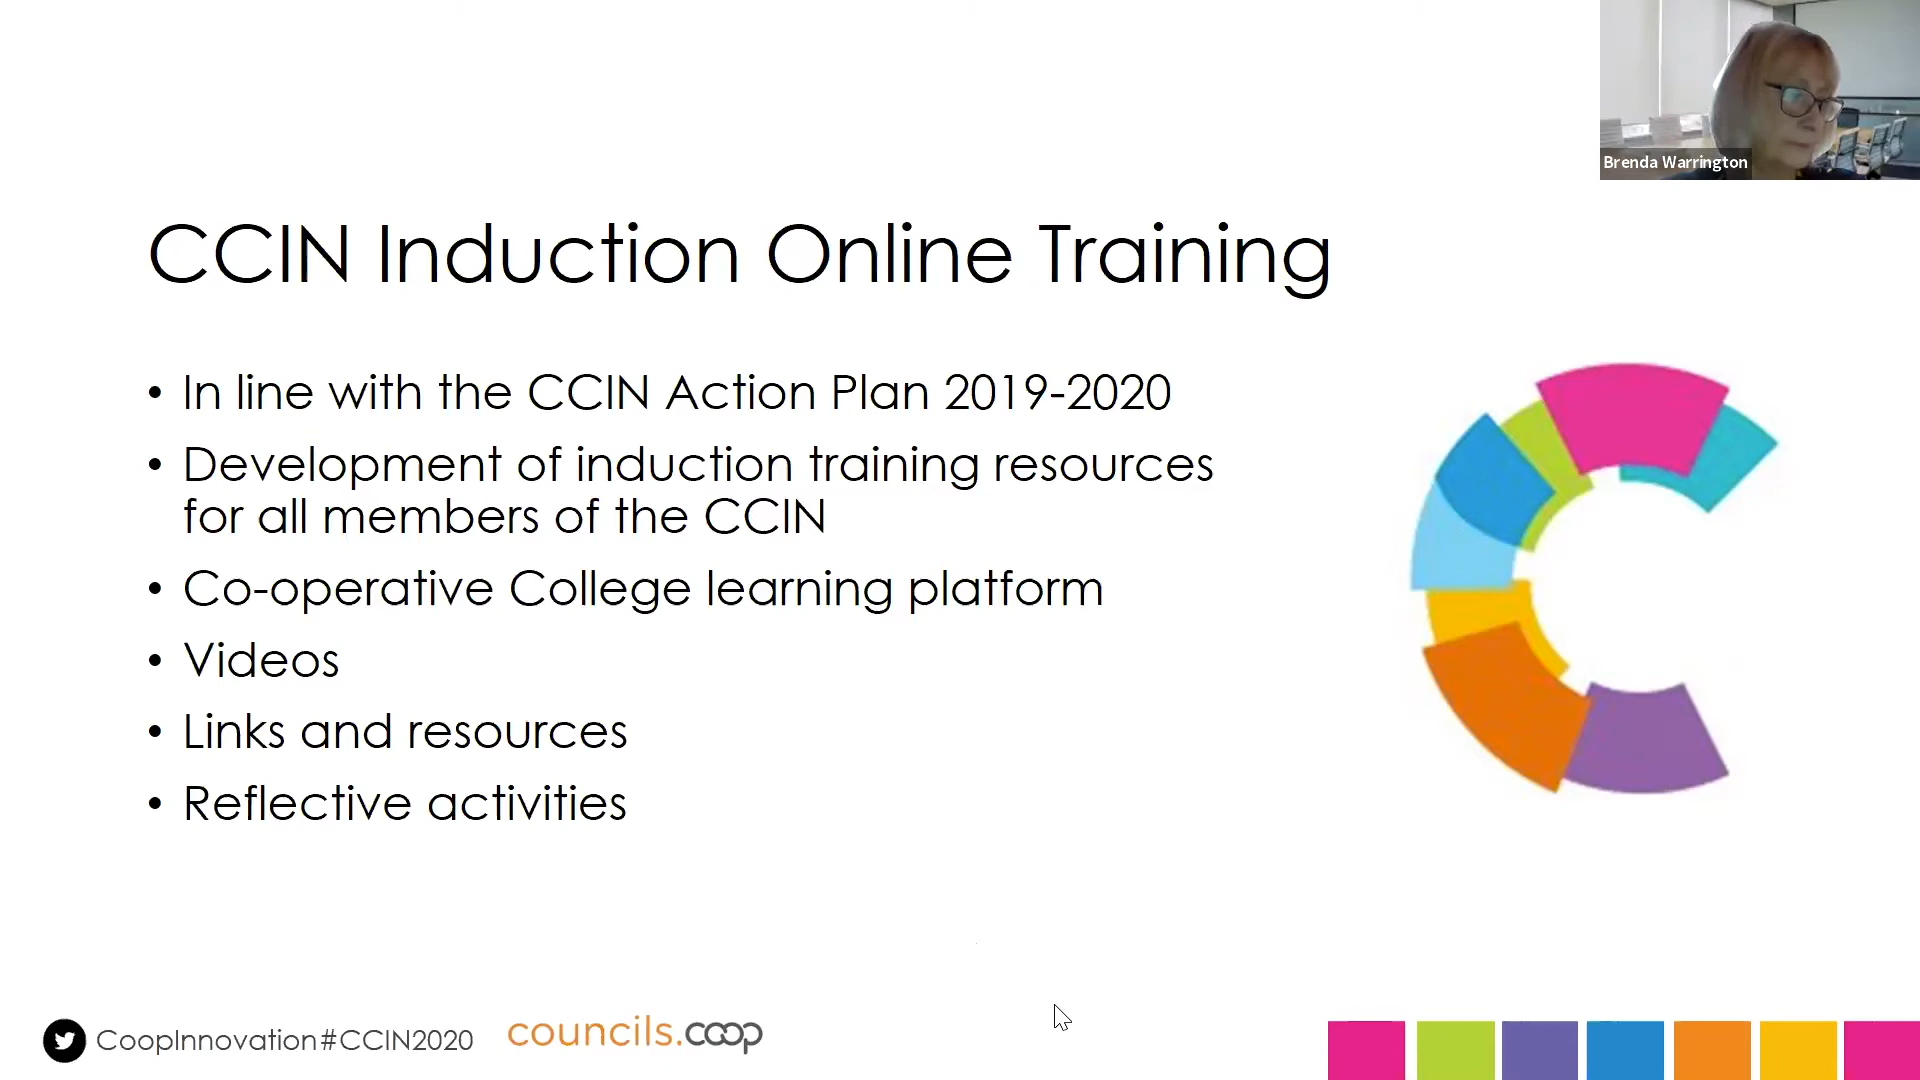 Brenda Warrington
CCIN Induction Online Training
• In line with the CCIN Action Plan 2019-2020
• Development of induction training resources
for all members of the CCIN
• Co-operative College learning platform
• Videos
• Links and resources
• Reflective activities
CoopInnovation#CCIN2020
councils.coop